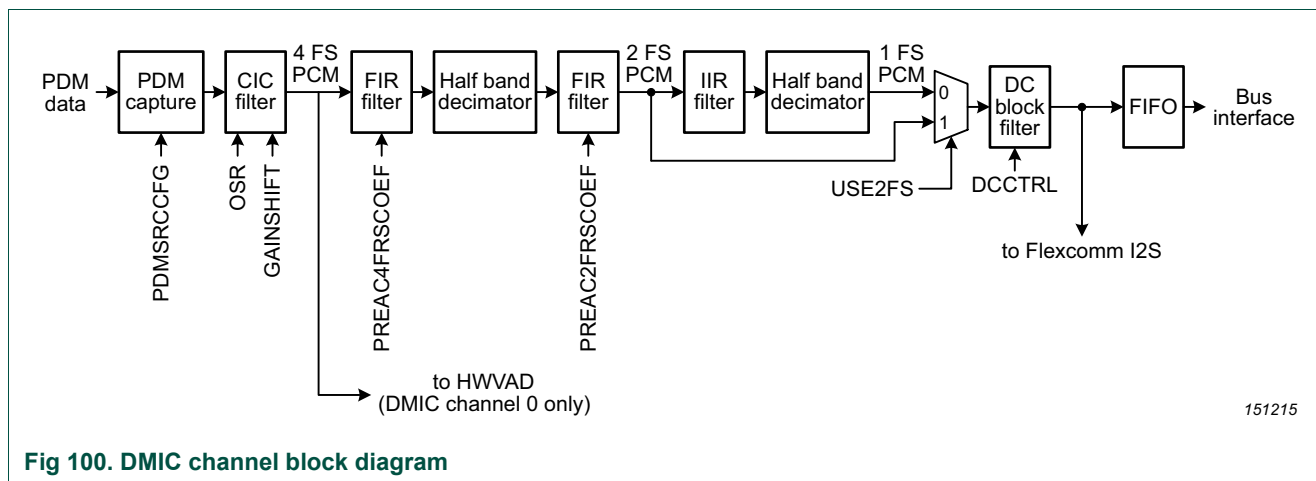 4 FS
PCM
2 FS
PCM
1 FS
PCM
PDM
data
PDM
capture
CIC
filter
FIR
filter
Half band
decimator
FIR
filter
IIR
filter
Half band
decimator
0
1
DC
block
filter
FIFO
Bus
interface
PDMSRCCFG
OSR
GAINSHIFT
PREAC4FRSCOEF
PREAC2FRSCOEF
USE2FS
DCCTRL
to Flexcomm I2S
to HWVAD
(DMIC channel 0 only)
151215
Fig 100. DMIC channel block diagram